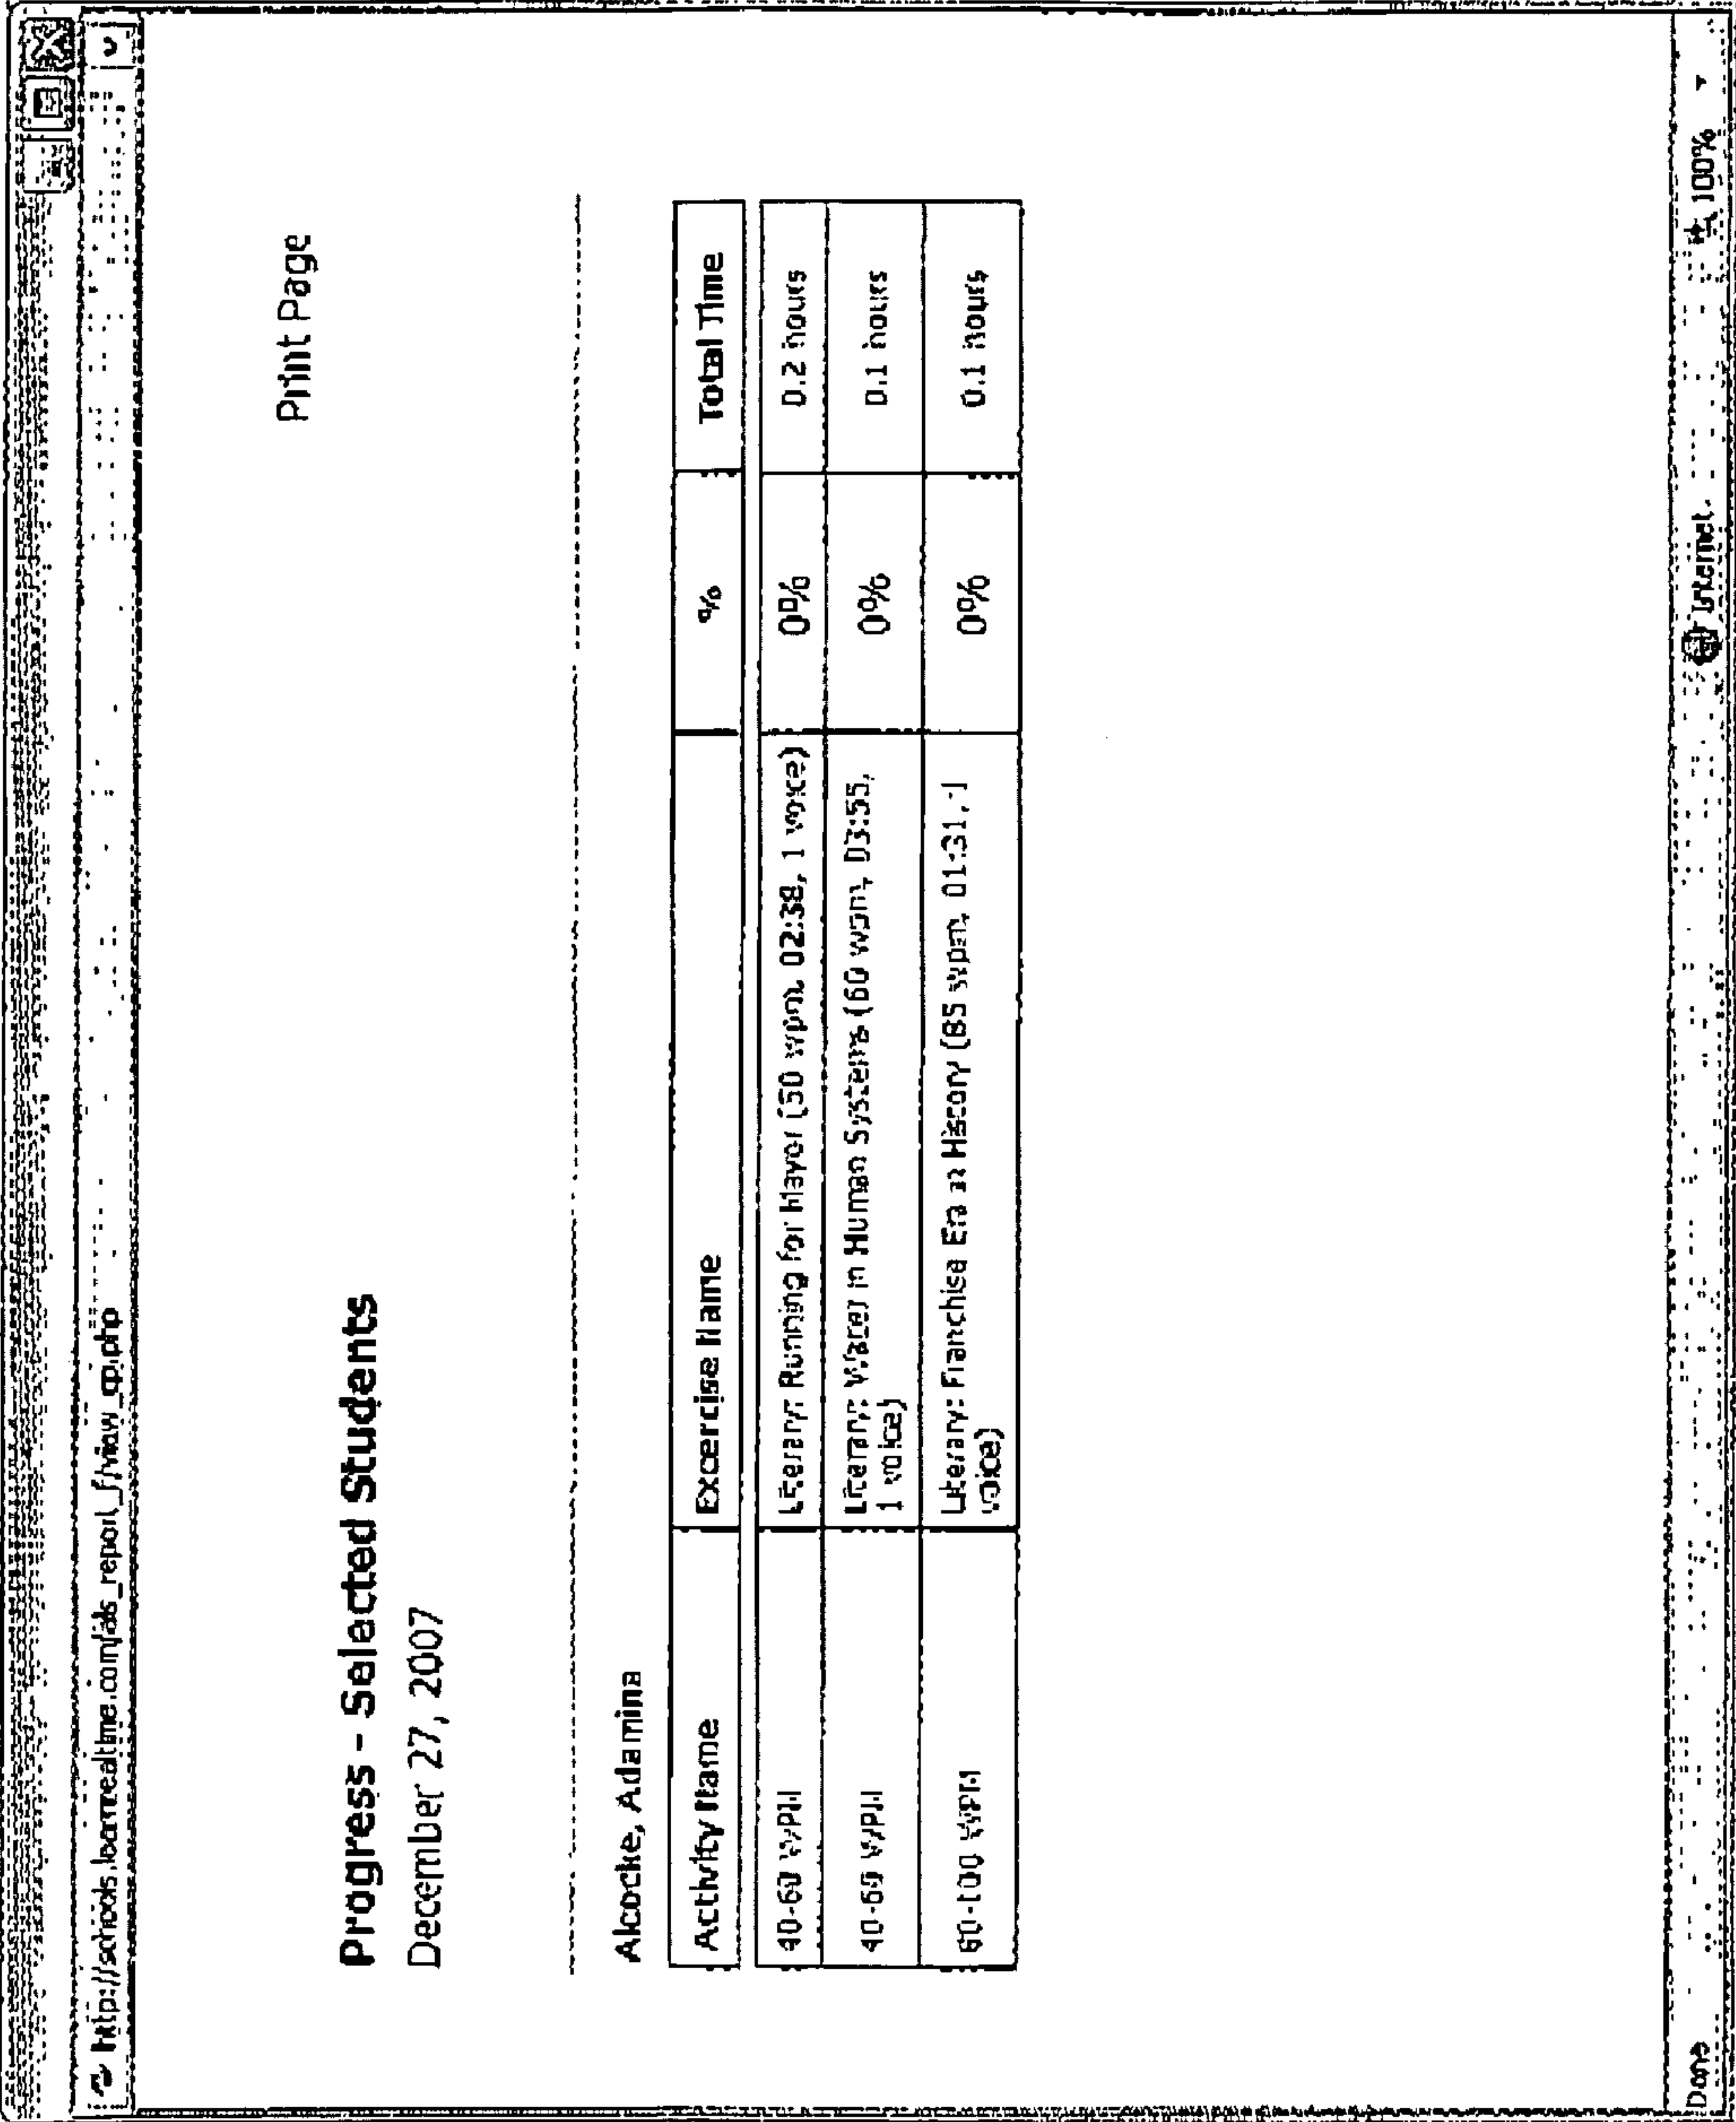 http://schools.learnrealtime.com/ads_report_f/view_qp.php
Print Page
Progress - Selected Students
December 27, 2007
Alcocke, Adamina
Activity Name Excercise Name % Total Time
40-60 WPM Literary: Running for Mayor (50 wpm, 02:38, 1 voice) 0% 0.2 hours
40-60 WPM Literary: Water in Human Systems (60 wpm, 03:55, 0% 0.1 hours
1 voice)
60-100 WPM Literary: Franchise Era in History (85 wpm, 01:31, 1 0% 0.1 hours
voice)
Done Internet 100%